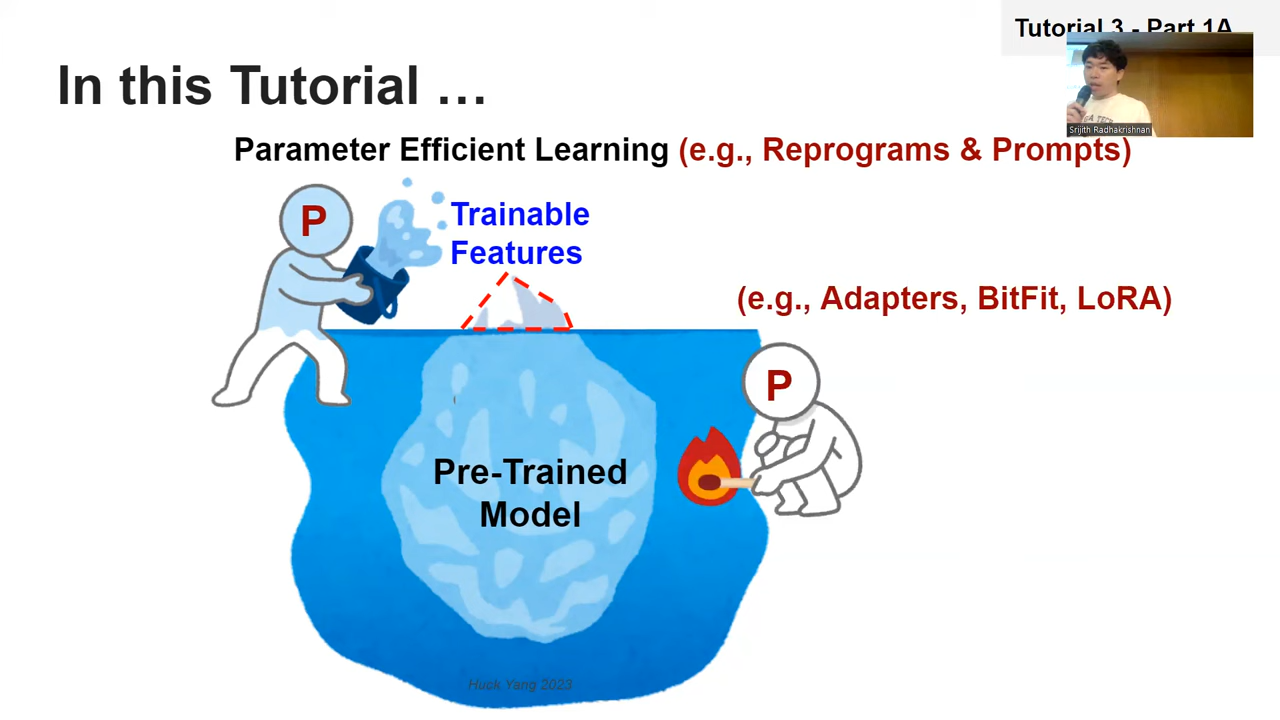 Tutorial 3 - Part 1A
In this Tutorial …
Srijith Radhakrishnan
Parameter Efficient Learning (e.g., Reprograms & Prompts)
P
Trainable
Features
(e.g., Adapters, BitFit, LoRA)
P
Pre-Trained
Model
Huck Yang 2023